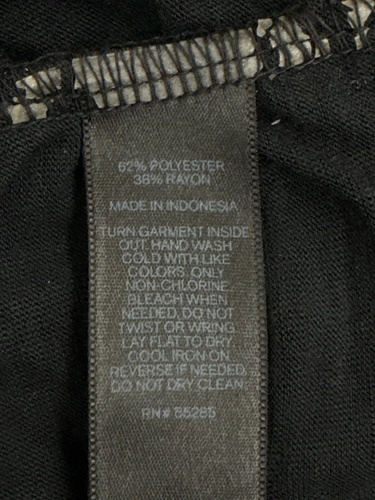 62% POLYESTER
38% RAYON
MADE IN INDONESIA
TURN GARMENT INSIDE
OUT. HAND WASH
COLD WITH LIKE
COLORS. ONLY
NON-CHLORINE
BLEACH WHEN
NEEDED, DO NOT
TWIST OR WRING.
LAY FLAT TO DRY.
COOL IRON ON
REVERSE IF NEEDED.
DO NOT DRY CLEAN.
RN# 55285